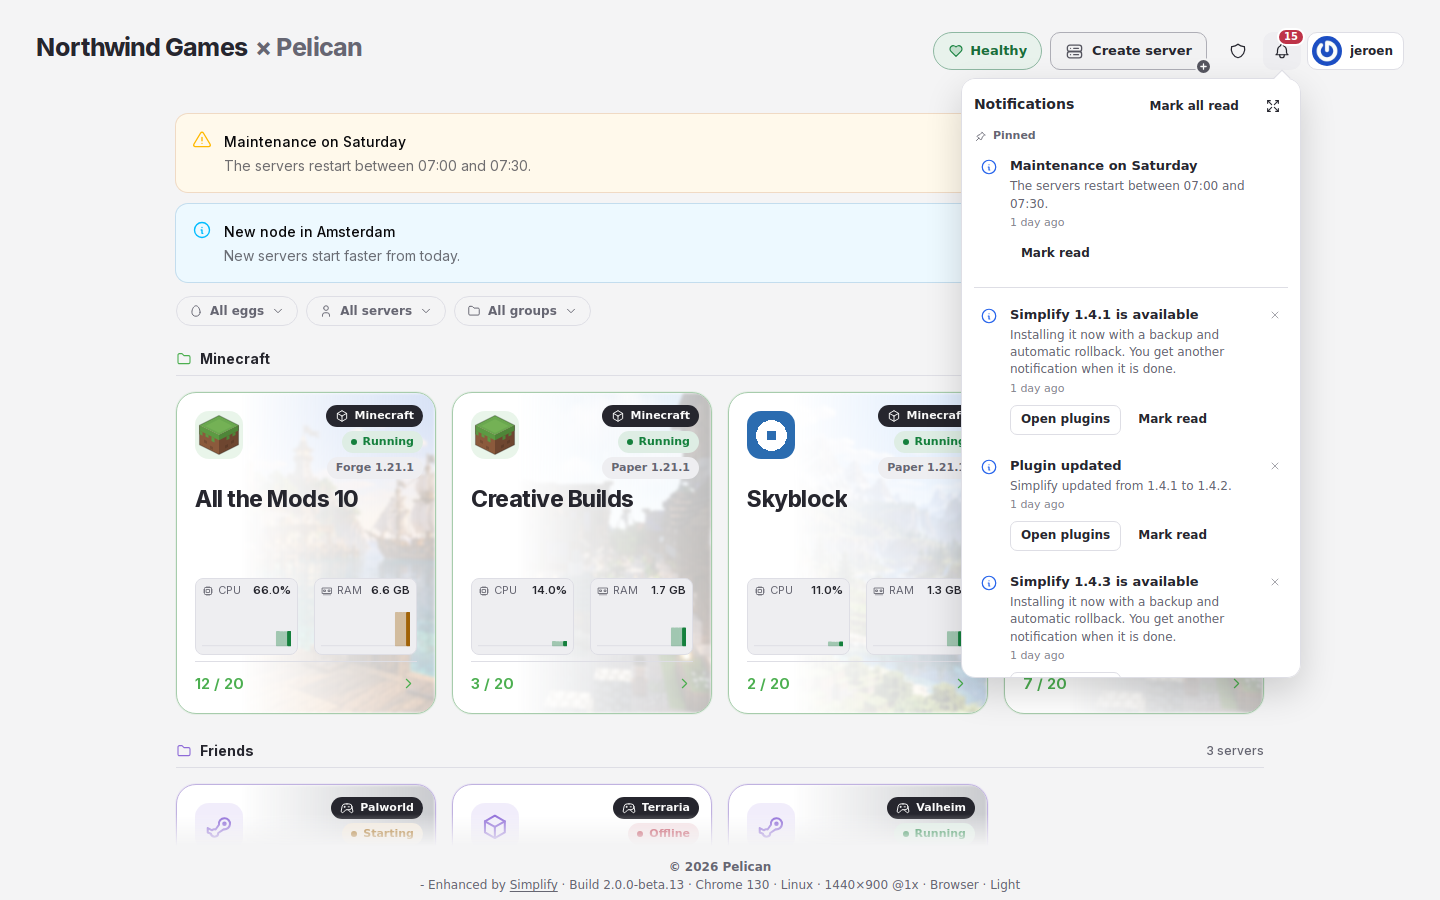 Northwind Games × Pelican
Healthy
Create server
15
jeroen
Maintenance on Saturday
The servers restart between 07:00 and 07:30.
New node in Amsterdam
New servers start faster from today.
All eggs
All servers
All groups
Notifications
Mark all read
Pinned
Maintenance on Saturday
The servers restart between 07:00 and
07:30.
1 day ago
Mark read
Simplify 1.4.1 is available
Installing it now with a backup and
automatic rollback. You get another
notification when it is done.
1 day ago
Open plugins
Mark read
Plugin updated
Simplify updated from 1.4.1 to 1.4.2.
1 day ago
Open plugins
Mark read
Simplify 1.4.3 is available
Installing it now with a backup and
automatic rollback. You get another
notification when it is done.
1 day ago
Minecraft
Minecraft
Running
Forge 1.21.1
All the Mods 10
CPU 66.0%
RAM 6.6 GB
12 / 20
Minecraft
Running
Paper 1.21.1
Creative Builds
CPU 14.0%
RAM 1.7 GB
3 / 20
Minecraft
Running
Paper 1.21.1
Skyblock
CPU 11.0%
RAM 1.3 GB
2 / 20
7 / 20
Friends
3 servers
Palworld
Starting
Terraria
Offline
Valheim
Running
© 2026 Pelican
- Enhanced by Simplify · Build 2.0.0-beta.13 · Chrome 130 · Linux · 1440×900 @1x · Browser · Light